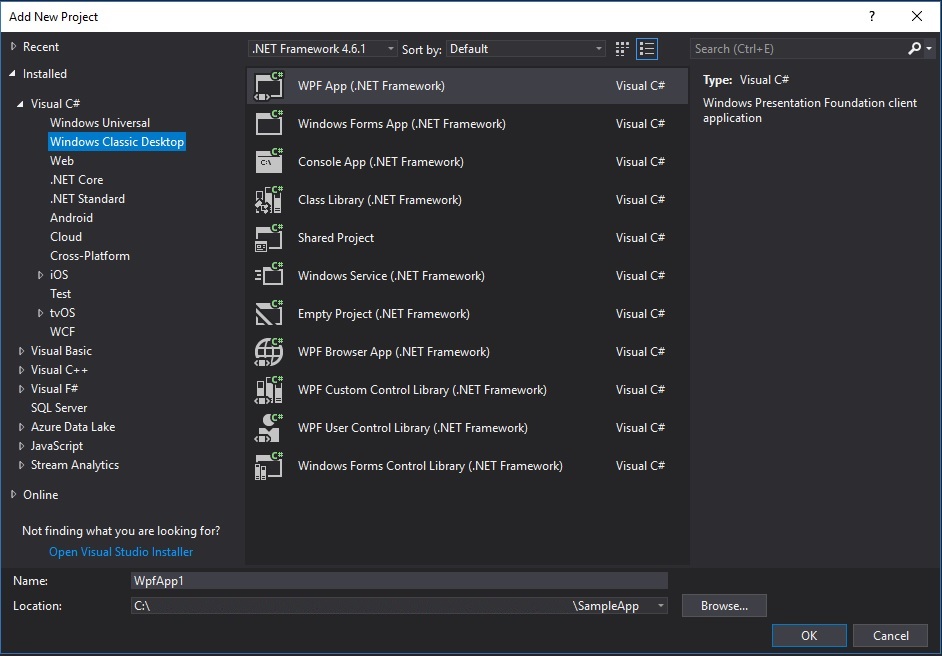 Add New Project
?
Recent
.NET Framework 4.6.1 Sort by: Default
Search (Ctrl+E)
Installed
Visual C#
Windows Universal
Windows Classic Desktop
Web
.NET Core
.NET Standard
Android
Cloud
Cross-Platform
iOS
Test
tvOS
WCF
Visual Basic
Visual C++
Visual F#
SQL Server
Azure Data Lake
JavaScript
Stream Analytics
Online
Not finding what you are looking for?
Open Visual Studio Installer
C# WPF App (.NET Framework) Visual C#
C# Windows Forms App (.NET Framework) Visual C#
C# C:\ Console App (.NET Framework) Visual C#
C# Class Library (.NET Framework) Visual C#
C# Shared Project Visual C#
C# Windows Service (.NET Framework) Visual C#
C# Empty Project (.NET Framework) Visual C#
C# WPF Browser App (.NET Framework) Visual C#
C# WPF Custom Control Library (.NET Framework) Visual C#
C# WPF User Control Library (.NET Framework) Visual C#
C# Windows Forms Control Library (.NET Framework) Visual C#
Type: Visual C#
Windows Presentation Foundation client
application
Name: WpfApp1
Location: C:\ \SampleApp Browse...
OK Cancel